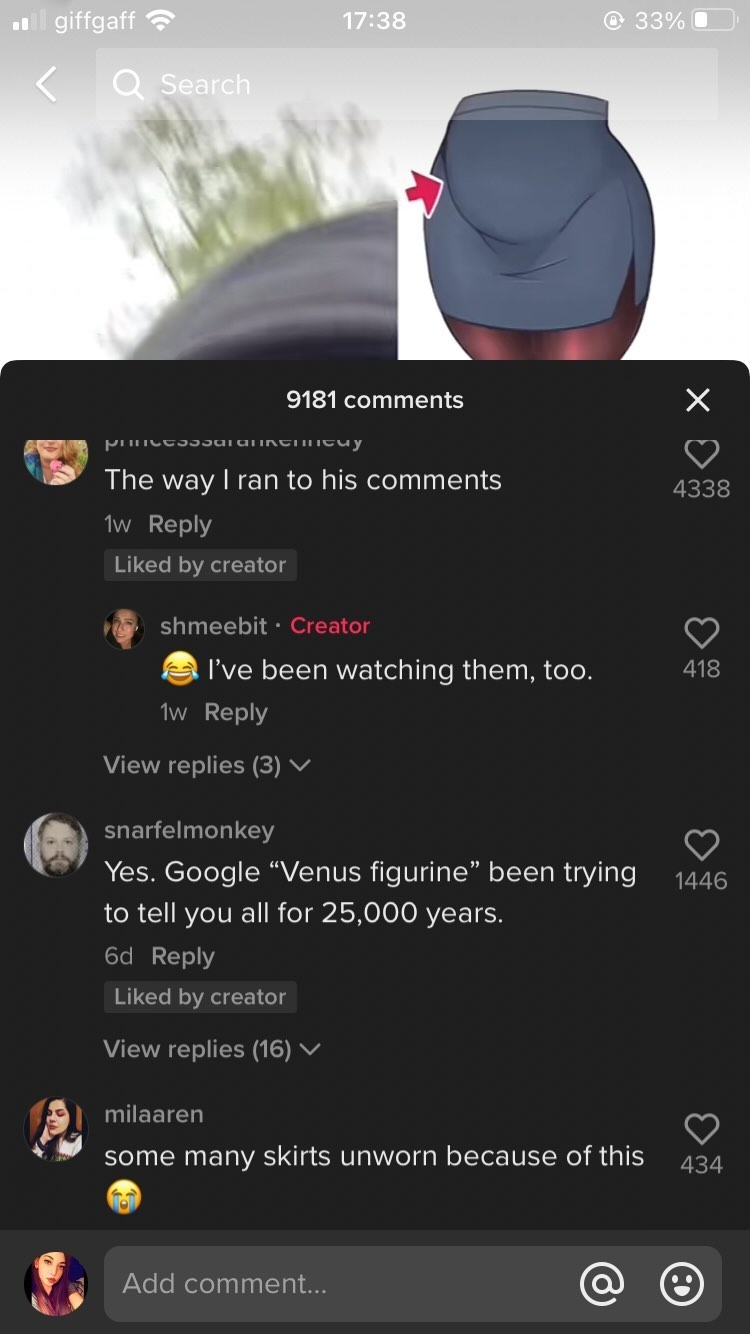 giffgaff 17:38 33%
Search
9181 comments
princesssarahkennedy
The way I ran to his comments
4338
1w Reply
Liked by creator
shmeebit · Creator
😂 I’ve been watching them, too.
418
1w Reply
View replies (3)
snarfelmonkey
Yes. Google “Venus figurine” been trying
to tell you all for 25,000 years.
1446
6d Reply
Liked by creator
View replies (16)
milaaren
some many skirts unworn because of this
😭
434
Add comment...